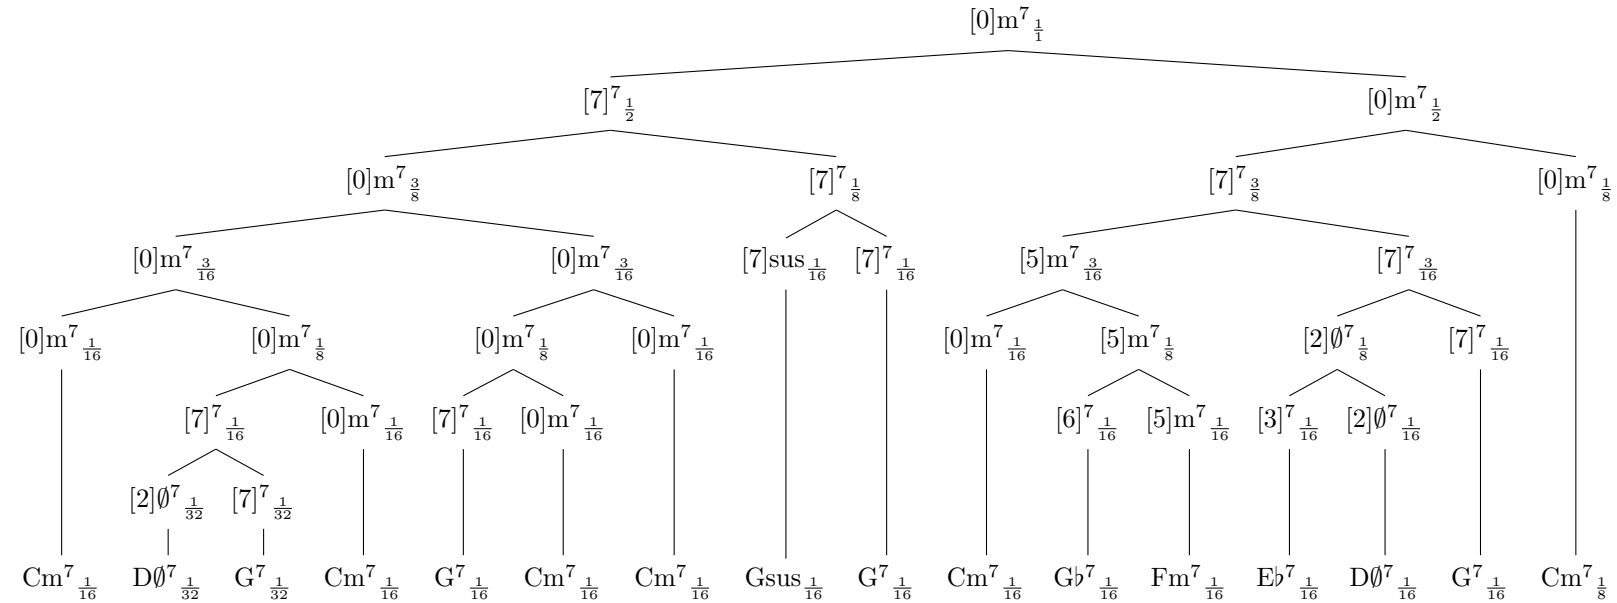 [0]m⁷ 1/1
[7]⁷ 1/2 [0]m⁷ 1/2
[0]m⁷ 3/8 [7]⁷ 1/8 [7]⁷ 3/8 [0]m⁷ 1/8
[0]m⁷ 3/16 [0]m⁷ 3/16 [7]sus 1/16 [7]⁷ 1/16 [5]m⁷ 3/16 [7]⁷ 3/16
[0]m⁷ 1/16 [0]m⁷ 1/8 [0]m⁷ 1/8 [0]m⁷ 1/16 [0]m⁷ 1/16 [5]m⁷ 1/8 [2]∅⁷ 1/8 [7]⁷ 1/16
[7]⁷ 1/16 [0]m⁷ 1/16 [7]⁷ 1/16 [0]m⁷ 1/16 [6]⁷ 1/16 [5]m⁷ 1/16 [3]⁷ 1/16 [2]∅⁷ 1/16
[2]∅⁷ 1/32 [7]⁷ 1/32
Cm⁷ 1/16 D∅⁷ 1/32 G⁷ 1/32 Cm⁷ 1/16 G⁷ 1/16 Cm⁷ 1/16 Cm⁷ 1/16 Gsus 1/16 G⁷ 1/16 Cm⁷ 1/16 G♭⁷ 1/16 Fm⁷ 1/16 E♭⁷ 1/16 D∅⁷ 1/16 G⁷ 1/16 Cm⁷ 1/8